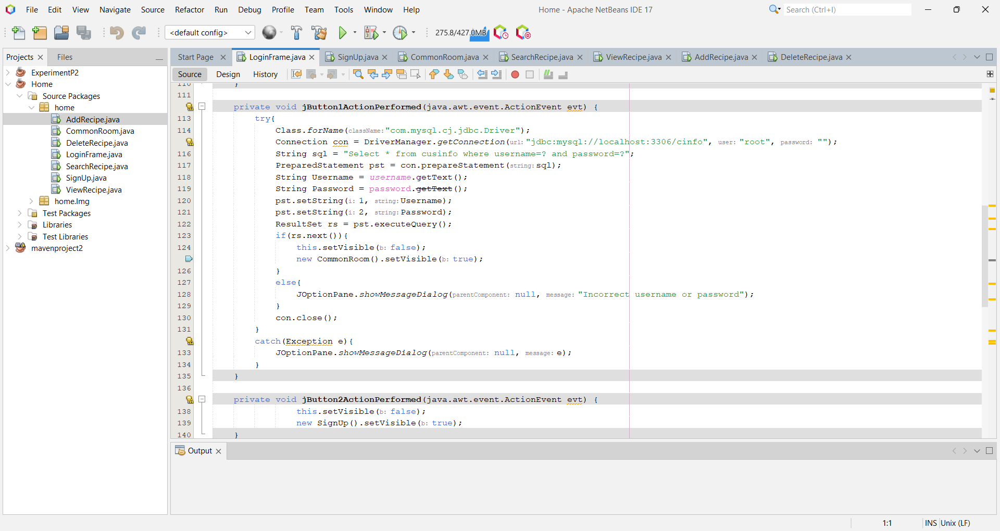 File Edit View Navigate Source Refactor Run Debug Profile Team Tools Window Help Home - Apache NetBeans IDE 17 Search (Ctrl+I)
<default config> 275.8/427.0MB
Projects Files Start Page LoginFrame.java SignUp.java CommonRoom.java SearchRecipe.java ViewRecipe.java AddRecipe.java DeleteRecipe.java
Source Design History
ExperimentP2
Home
Source Packages
home
AddRecipe.java
CommonRoom.java
DeleteRecipe.java
LoginFrame.java
SearchRecipe.java
SignUp.java
ViewRecipe.java
home.Img
Test Packages
Libraries
Test Libraries
mavenproject2
110 }
111
private void jButton1ActionPerformed(java.awt.event.ActionEvent evt) {
113 try{
114 Class.forName(className:"com.mysql.cj.jdbc.Driver");
Connection con = DriverManager.getConnection(url:"jdbc:mysql://localhost:3306/cinfo", user:"root", password:"");
116 String sql = "Select * from cusinfo where username=? and password=?";
117 PreparedStatement pst = con.prepareStatement(string:sql);
118 String Username = username.getText();
119 String Password = password.getText();
120 pst.setString(i:1, string:Username);
121 pst.setString(i:2, string:Password);
122 ResultSet rs = pst.executeQuery();
123 if(rs.next()){
124 this.setVisible(b:false);
new CommonRoom().setVisible(b:true);
126 }
127 else{
128 JOptionPane.showMessageDialog(parentComponent:null, message:"Incorrect username or password");
129 }
130 con.close();
131 }
catch(Exception e){
133 JOptionPane.showMessageDialog(parentComponent:null, message:e);
134 }
135 }
136
private void jButton2ActionPerformed(java.awt.event.ActionEvent evt) {
138 this.setVisible(b:false);
139 new SignUp().setVisible(b:true);
140 }
Output
1:1 INS Unix (LF)